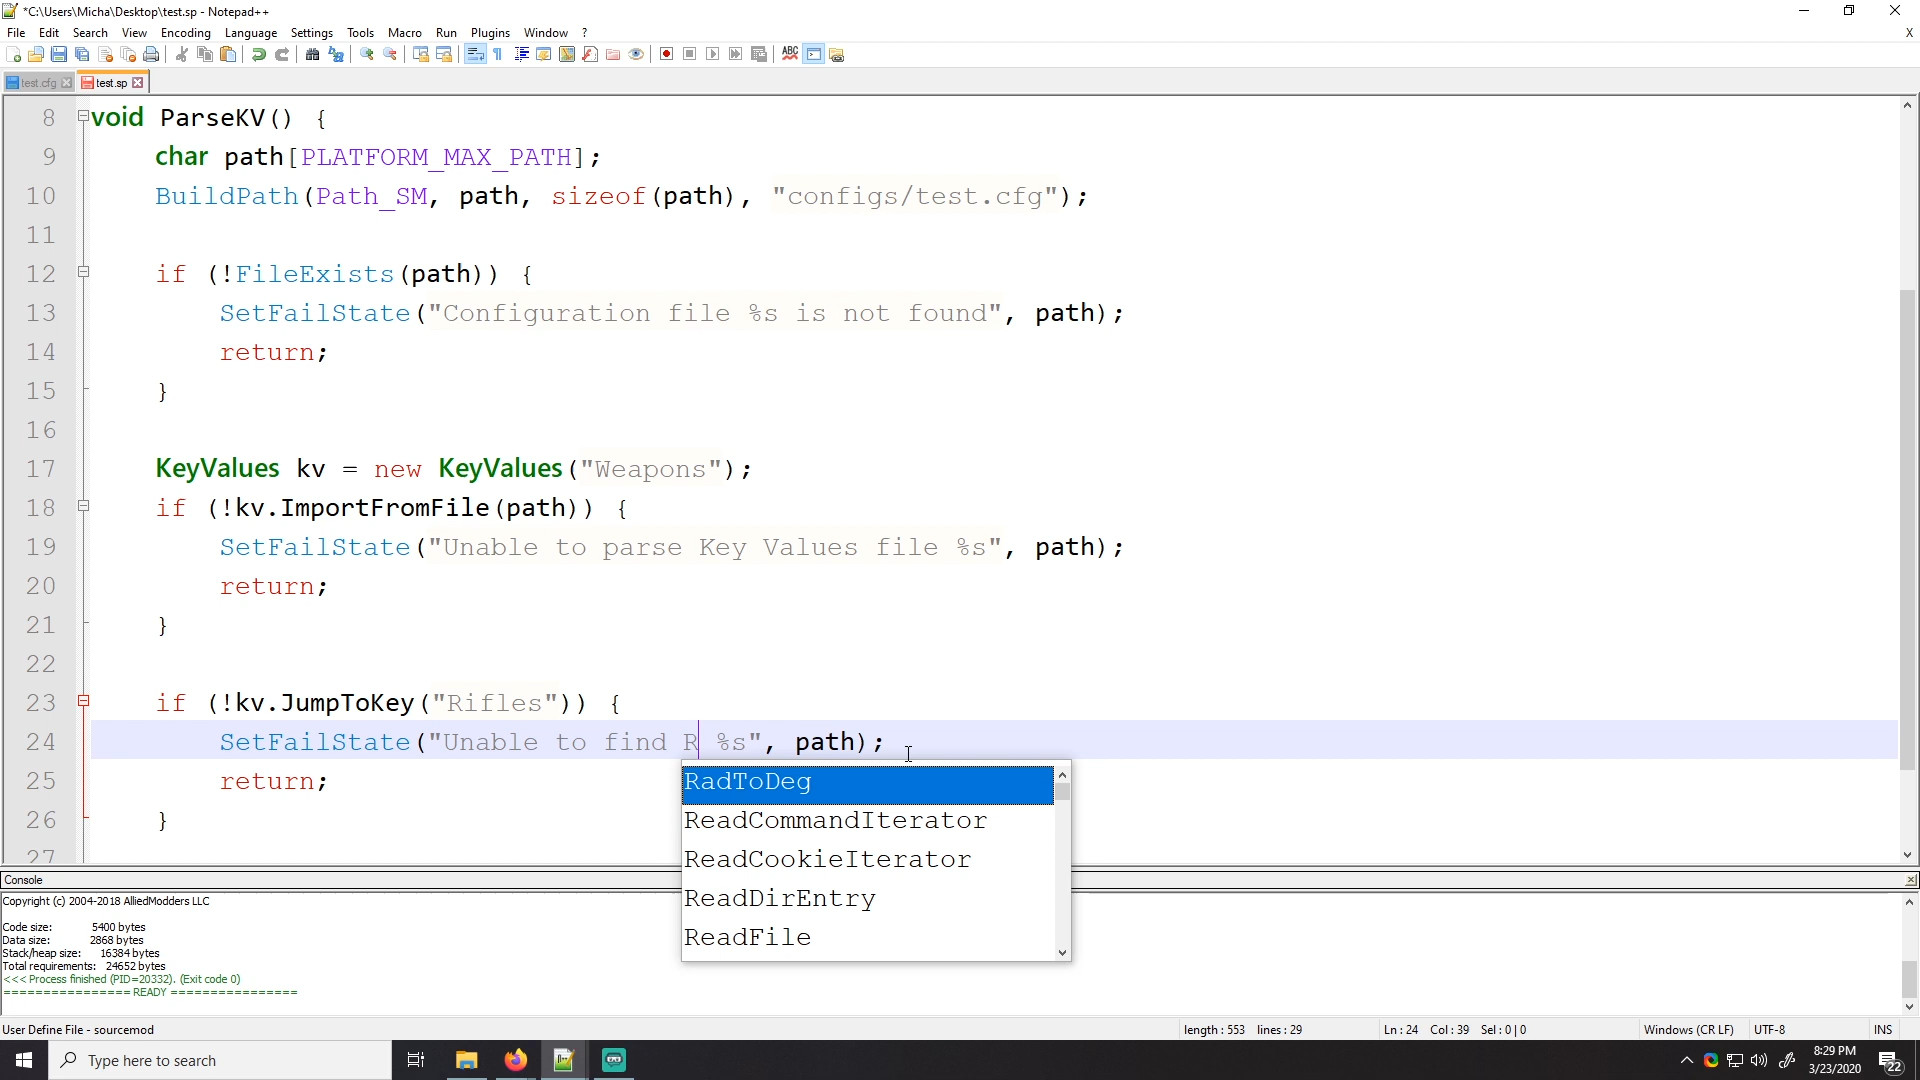 *C:\Users\Micha\Desktop\test.sp - Notepad++
File Edit Search View Encoding Language Settings Tools Macro Run Plugins Window ? X
test.cfg test.sp
8 void ParseKV() {
9 char path[PLATFORM_MAX_PATH];
10 BuildPath(Path_SM, path, sizeof(path), "configs/test.cfg");
11
12 if (!FileExists(path)) {
13 SetFailState("Configuration file %s is not found", path);
14 return;
15 }
16
17 KeyValues kv = new KeyValues("Weapons");
18 if (!kv.ImportFromFile(path)) {
19 SetFailState("Unable to parse Key Values file %s", path);
20 return;
21 }
22
23 if (!kv.JumpToKey("Rifles")) {
24 SetFailState("Unable to find R %s", path);
25 return;
26 }
27
RadToDeg
ReadCommandIterator
ReadCookieIterator
ReadDirEntry
ReadFile
Console
Copyright (c) 2004-2018 AlliedModders LLC
Code size: 5400 bytes
Data size: 2868 bytes
Stack/heap size: 16384 bytes
Total requirements: 24652 bytes
<<< Process finished (PID=20332). (Exit code 0)
================ READY ================
User Define File - sourcemod length : 553 lines : 29 Ln : 24 Col : 39 Sel : 0 | 0 Windows (CR LF) UTF-8 INS
Type here to search
8:29 PM
3/23/2020
22